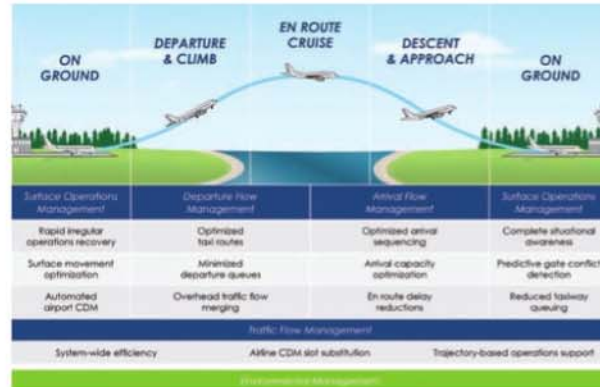 ON
GROUND
DEPARTURE
& CLIMB
EN ROUTE
CRUISE
DESCENT
& APPROACH
ON
GROUND
Surface Operations
Management
Departure Flow
Management
Arrival Flow
Management
Surface Operations
Management
Rapid irregular
operations recovery
Optimized
taxi routes
Optimized arrival
sequencing
Complete situational
awareness
Surface movement
optimization
Minimized
departure queues
Arrival capacity
optimization
Predictive gate conflict
detection
Automated
airport CDM
Overhead traffic flow
merging
En route delay
reductions
Reduced taxiway
queuing
Traffic Flow Management
System-wide efficiency
Airline CDM slot substitution
Trajectory-based operations support
Environmental Management